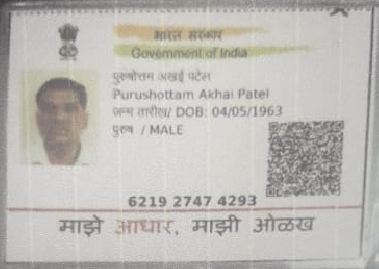 भारत सरकार
Government of India
पुरुषोत्तम अखई पटेल
Purushottam Akhai Patel
जन्म तारीख/ DOB: 04/05/1963
पुरुष / MALE
6219 2747 4293
माझे आधार, माझी ओळख